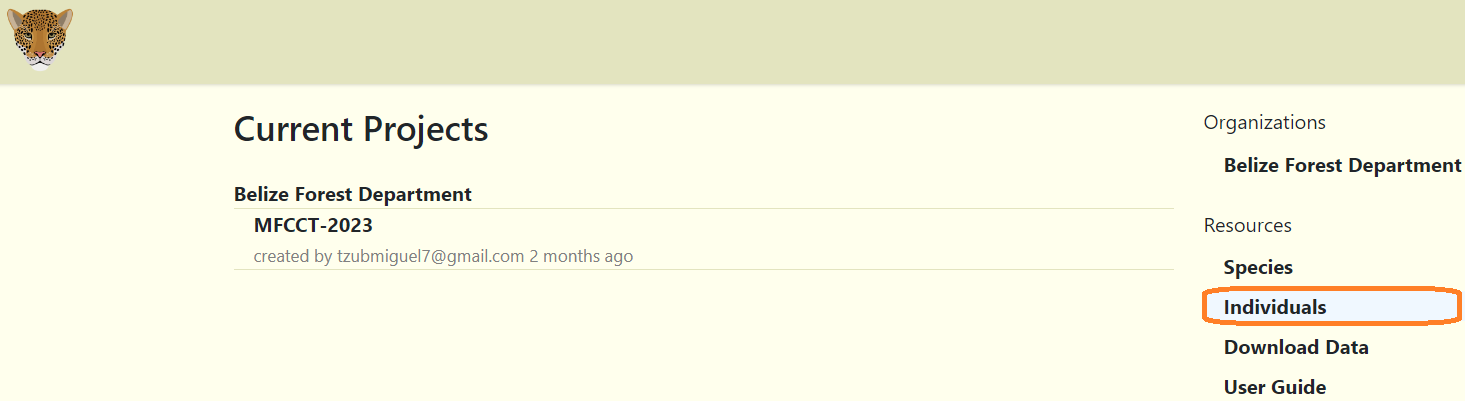 Current Projects
Belize Forest Department
MFCCT-2023
created by tzubmiguel7@gmail.com 2 months ago
Organizations
Belize Forest Department
Resources
Species
Individuals
Download Data
User Guide